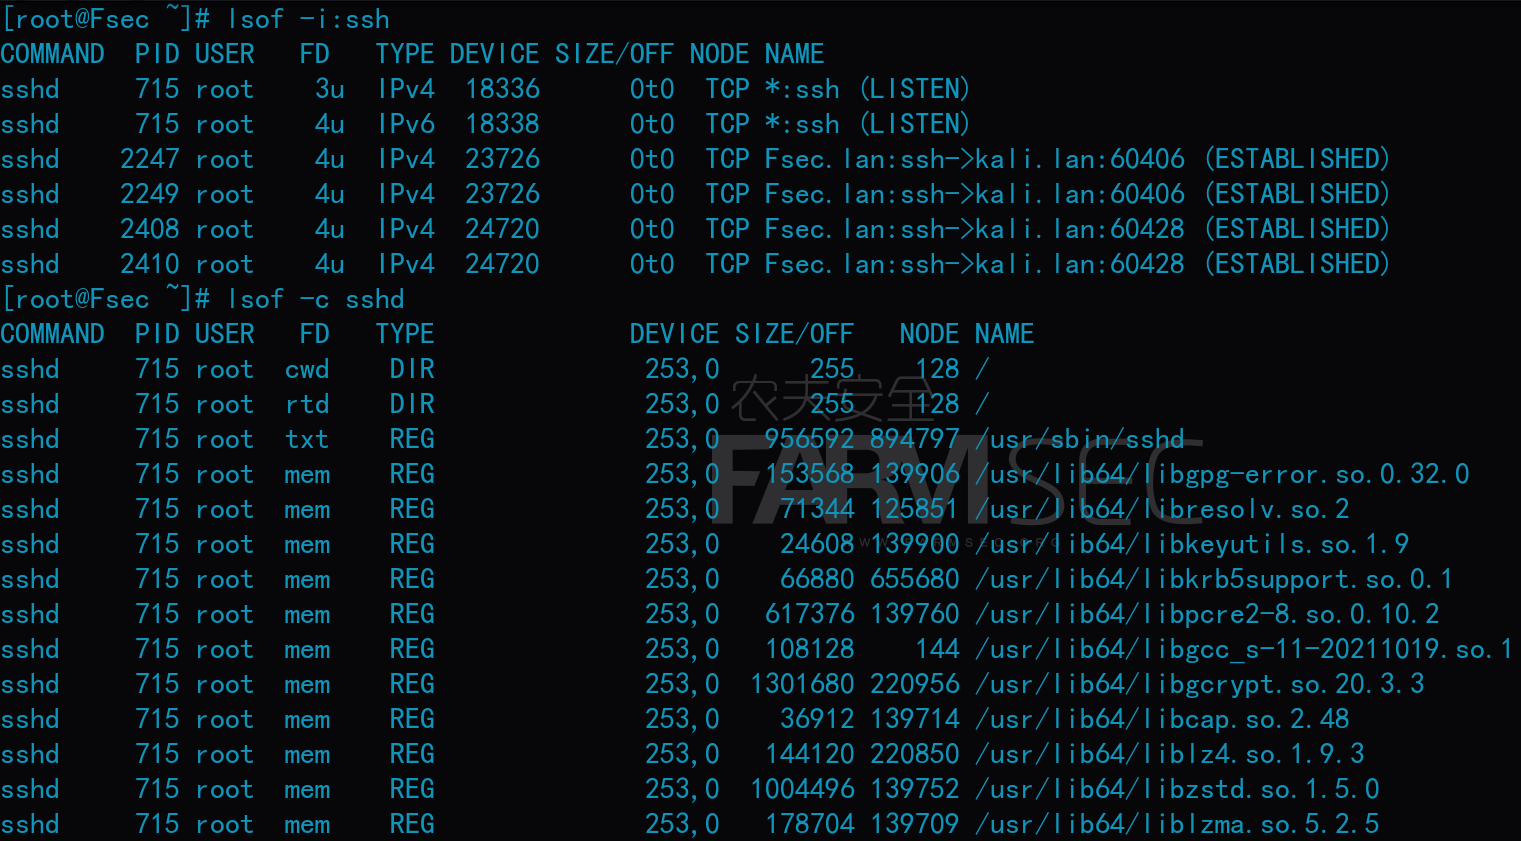 [root@Fsec ~]# lsof -i:ssh
COMMAND  PID USER   FD   TYPE DEVICE SIZE/OFF NODE NAME
sshd     715 root    3u  IPv4  18336      0t0  TCP *:ssh (LISTEN)
sshd     715 root    4u  IPv6  18338      0t0  TCP *:ssh (LISTEN)
sshd    2247 root    4u  IPv4  23726      0t0  TCP Fsec.lan:ssh->kali.lan:60406 (ESTABLISHED)
sshd    2249 root    4u  IPv4  23726      0t0  TCP Fsec.lan:ssh->kali.lan:60406 (ESTABLISHED)
sshd    2408 root    4u  IPv4  24720      0t0  TCP Fsec.lan:ssh->kali.lan:60428 (ESTABLISHED)
sshd    2410 root    4u  IPv4  24720      0t0  TCP Fsec.lan:ssh->kali.lan:60428 (ESTABLISHED)
[root@Fsec ~]# lsof -c sshd
COMMAND  PID USER   FD   TYPE             DEVICE SIZE/OFF   NODE NAME
sshd     715 root  cwd    DIR              253,0      255    128 /
sshd     715 root  rtd    DIR              253,0      255    128 /
农夫安全
sshd     715 root  txt    REG              253,0   956592 894797 /usr/sbin/sshd
sshd     715 root  mem    REG              253,0   153568 139906 /usr/lib64/libgpg-error.so.0.32.0
FARMSEC
sshd     715 root  mem    REG              253,0    71344 125851 /usr/lib64/libresolv.so.2
sshd     715 root  mem    REG              253,0    24608 139900 /usr/lib64/libkeyutils.so.1.9
sshd     715 root  mem    REG              253,0    66880 655680 /usr/lib64/libkrb5support.so.0.1
sshd     715 root  mem    REG              253,0   617376 139760 /usr/lib64/libpcre2-8.so.0.10.2
sshd     715 root  mem    REG              253,0   108128    144 /usr/lib64/libgcc_s-11-20211019.so.1
sshd     715 root  mem    REG              253,0  1301680 220956 /usr/lib64/libgcrypt.so.20.3.3
sshd     715 root  mem    REG              253,0    36912 139714 /usr/lib64/libcap.so.2.48
sshd     715 root  mem    REG              253,0   144120 220850 /usr/lib64/liblz4.so.1.9.3
sshd     715 root  mem    REG              253,0  1004496 139752 /usr/lib64/libzstd.so.1.5.0
sshd     715 root  mem    REG              253,0   178704 139709 /usr/lib64/liblzma.so.5.2.5